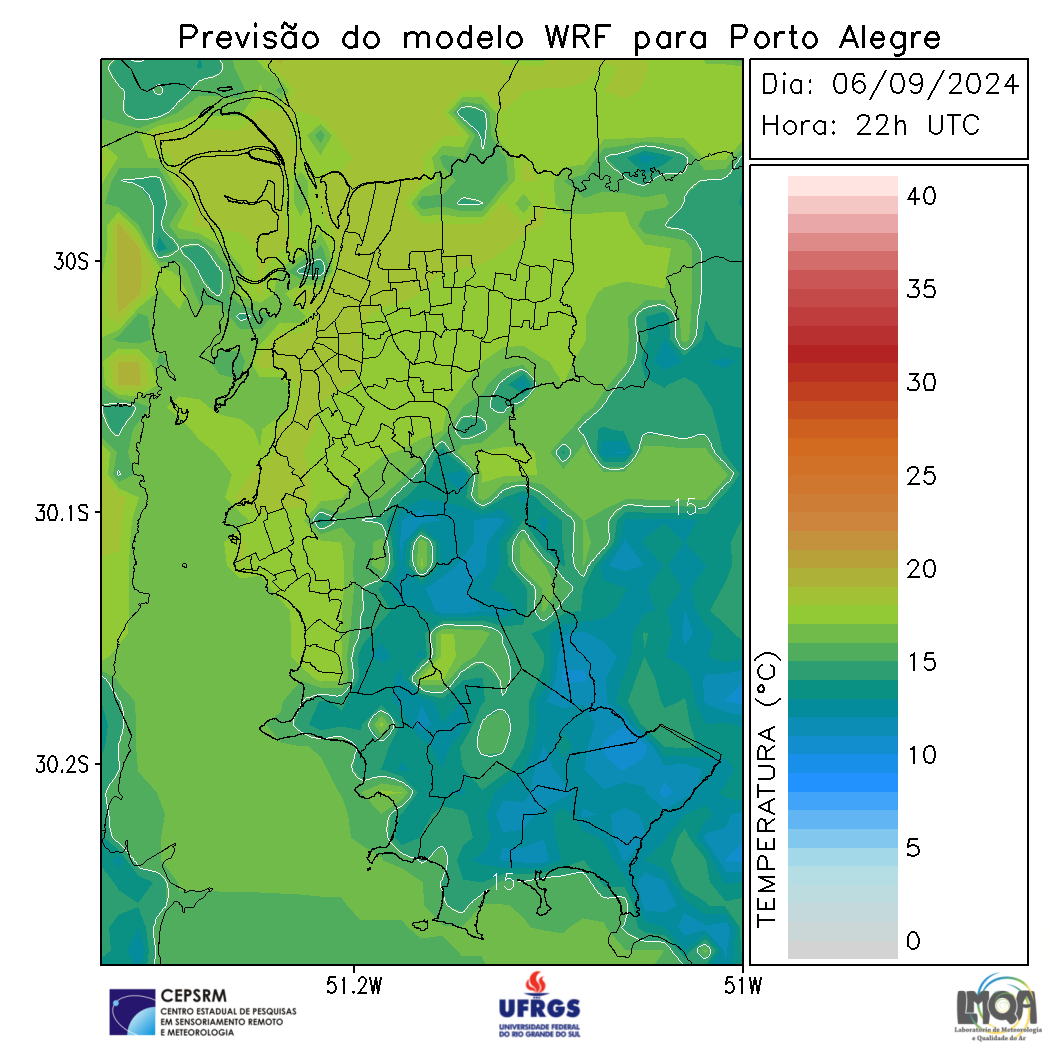 Previsão do modelo WRF para Porto Alegre
Dia: 06/09/2024
Hora: 22h UTC
40
35
30
25
20
15
10
5
0
TEMPERATURA (°C)
30S
30.1S
30.2S
51.2W
51W
15
15
CEPSRM
CENTRO ESTADUAL DE PESQUISAS
EM SENSORIAMENTO REMOTO
E METEOROLOGIA
UFRGS
UNIVERSIDADE FEDERAL
DO RIO GRANDE DO SUL
LMQA
Laboratório de Meteorologia
e Qualidade do Ar